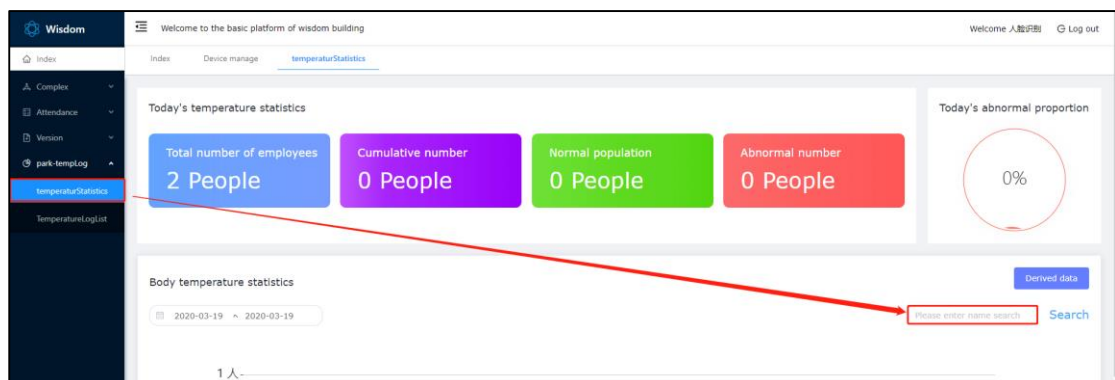 Wisdom
Welcome to the basic platform of wisdom building
Welcome 人脸识别
Log out
Index
Index
Device manage
temperaturStatistics
Complex
Attendance
Version
park-tempLog
temperaturStatistics
TemperatureLogList
Today's temperature statistics
Total number of employees
2 People
Cumulative number
0 People
Normal population
0 People
Abnormal number
0 People
Today's abnormal proportion
0%
Body temperature statistics
Derived data
2020-03-19 ~ 2020-03-19
Please enter name search
Search
1 人